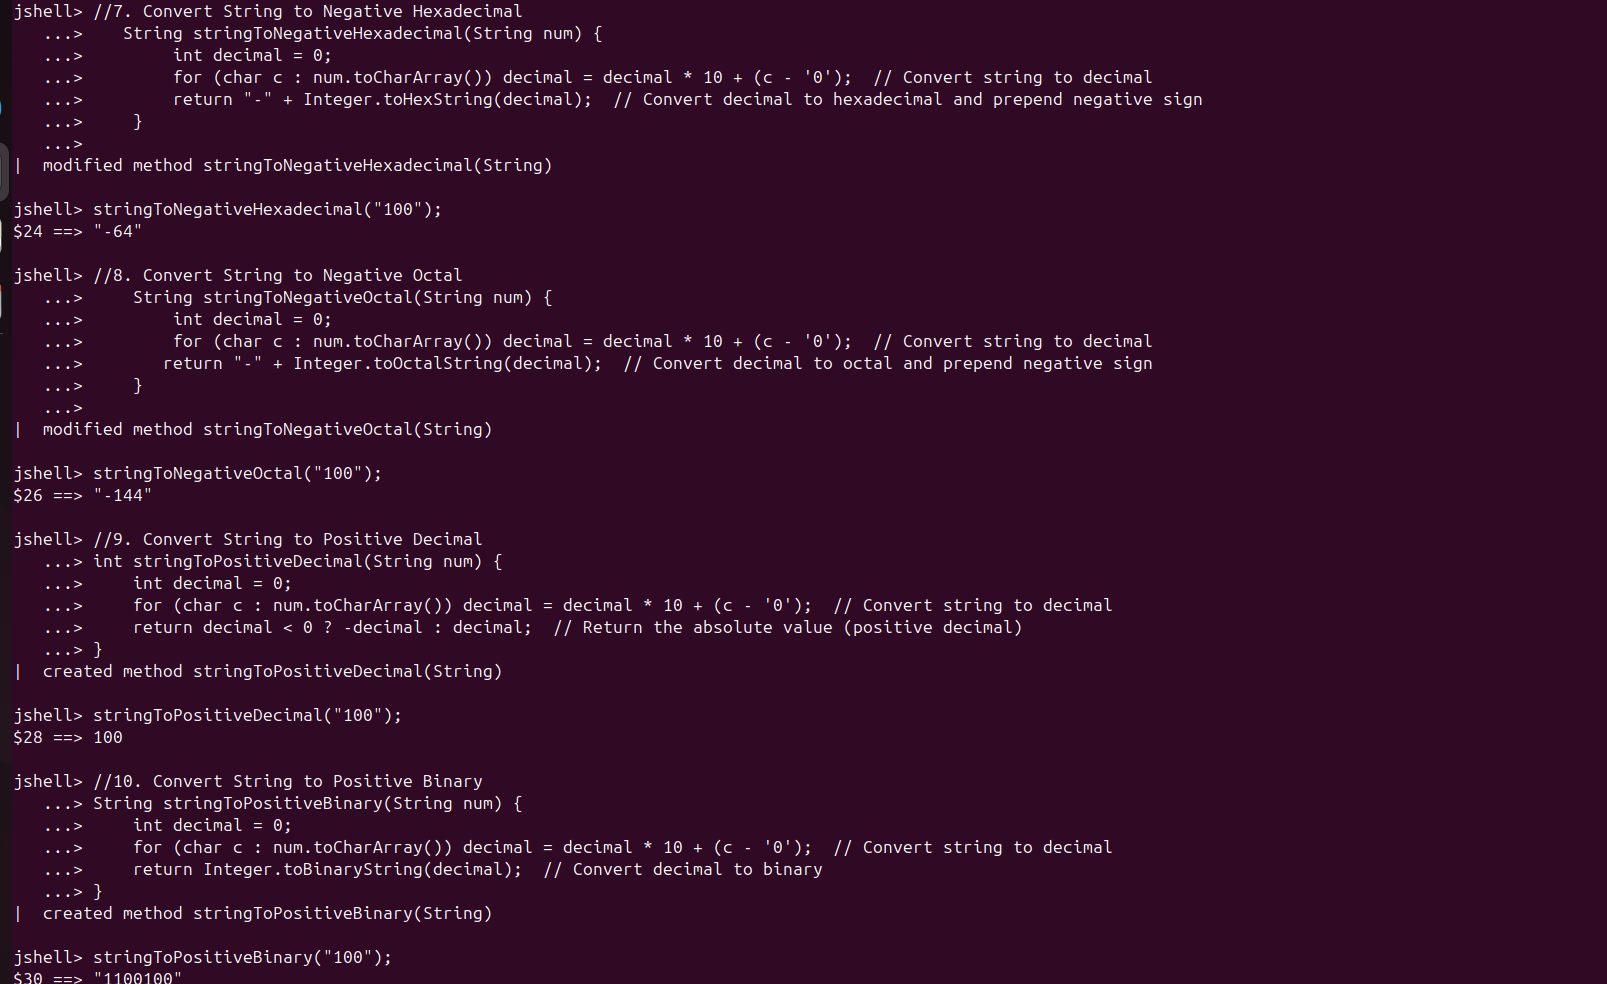 jshell> //7. Convert String to Negative Hexadecimal
   ...>    String stringToNegativeHexadecimal(String num) {
   ...>         int decimal = 0;
   ...>         for (char c : num.toCharArray()) decimal = decimal * 10 + (c - '0');  // Convert string to decimal
   ...>         return "-" + Integer.toHexString(decimal);  // Convert decimal to hexadecimal and prepend negative sign
   ...>     }
   ...>
|  modified method stringToNegativeHexadecimal(String)

jshell> stringToNegativeHexadecimal("100");
$24 ==> "-64"

jshell> //8. Convert String to Negative Octal
   ...>     String stringToNegativeOctal(String num) {
   ...>         int decimal = 0;
   ...>         for (char c : num.toCharArray()) decimal = decimal * 10 + (c - '0');  // Convert string to decimal
   ...>        return "-" + Integer.toOctalString(decimal);  // Convert decimal to octal and prepend negative sign
   ...>     }
   ...>
|  modified method stringToNegativeOctal(String)

jshell> stringToNegativeOctal("100");
$26 ==> "-144"

jshell> //9. Convert String to Positive Decimal
   ...> int stringToPositiveDecimal(String num) {
   ...>     int decimal = 0;
   ...>     for (char c : num.toCharArray()) decimal = decimal * 10 + (c - '0');  // Convert string to decimal
   ...>     return decimal < 0 ? -decimal : decimal;  // Return the absolute value (positive decimal)
   ...> }
|  created method stringToPositiveDecimal(String)

jshell> stringToPositiveDecimal("100");
$28 ==> 100

jshell> //10. Convert String to Positive Binary
   ...> String stringToPositiveBinary(String num) {
   ...>     int decimal = 0;
   ...>     for (char c : num.toCharArray()) decimal = decimal * 10 + (c - '0');  // Convert string to decimal
   ...>     return Integer.toBinaryString(decimal);  // Convert decimal to binary
   ...> }
|  created method stringToPositiveBinary(String)

jshell> stringToPositiveBinary("100");
$30 ==> "1100100"